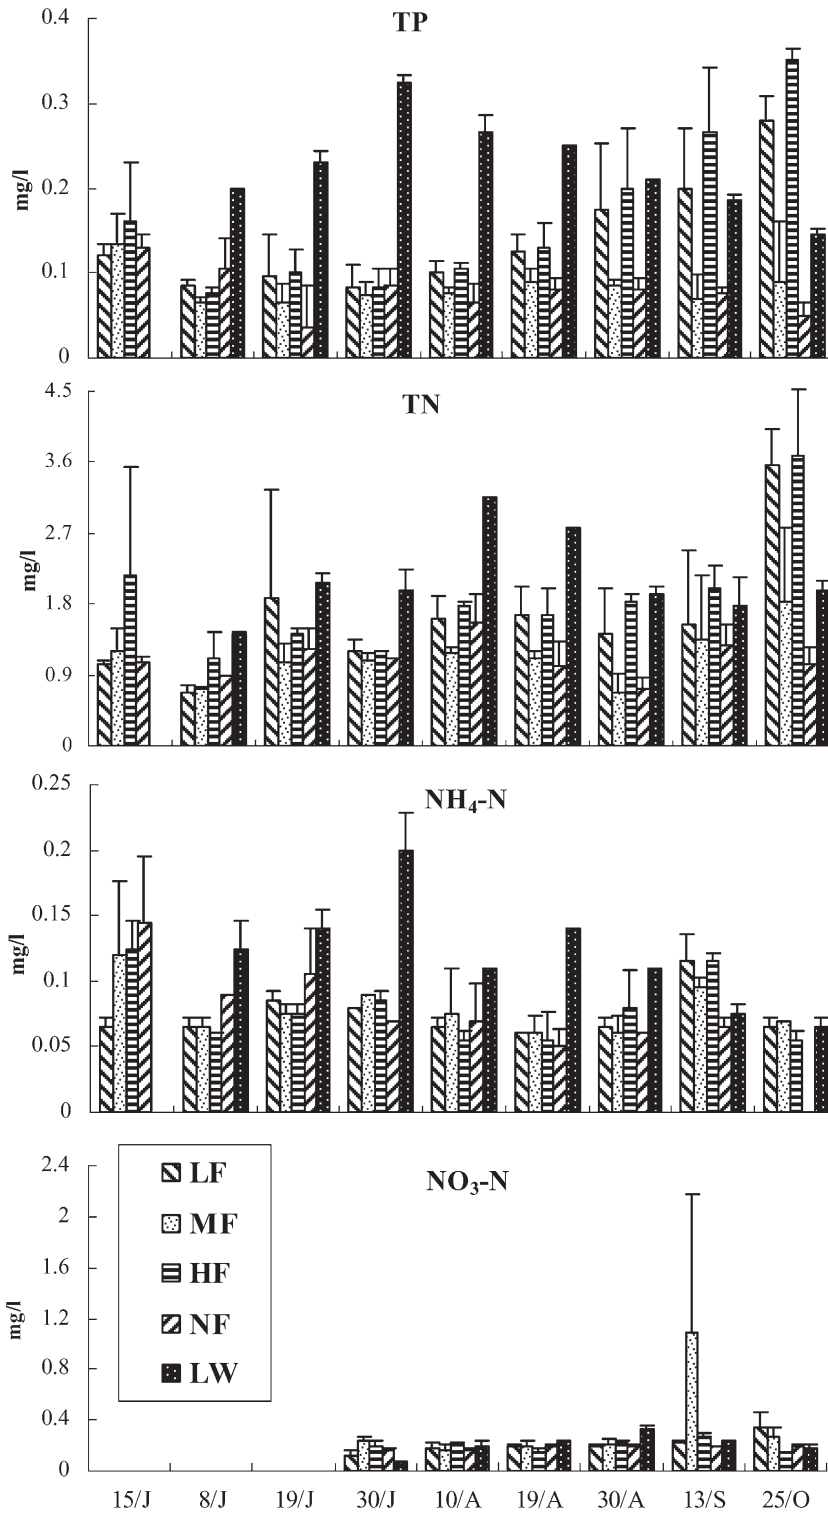 TP
0.4
0.3
0.2
0.1
0
mg/l
TN
4.5
3.6
2.7
1.8
0.9
0
mg/l
NH₄-N
0.25
0.2
0.15
0.1
0.05
0
mg/l
NO₃-N
2.4
2
1.6
1.2
0.8
0.4
0
mg/l
LF
MF
HF
NF
LW
15/J 8/J 19/J 30/J 10/A 19/A 30/A 13/S 25/O